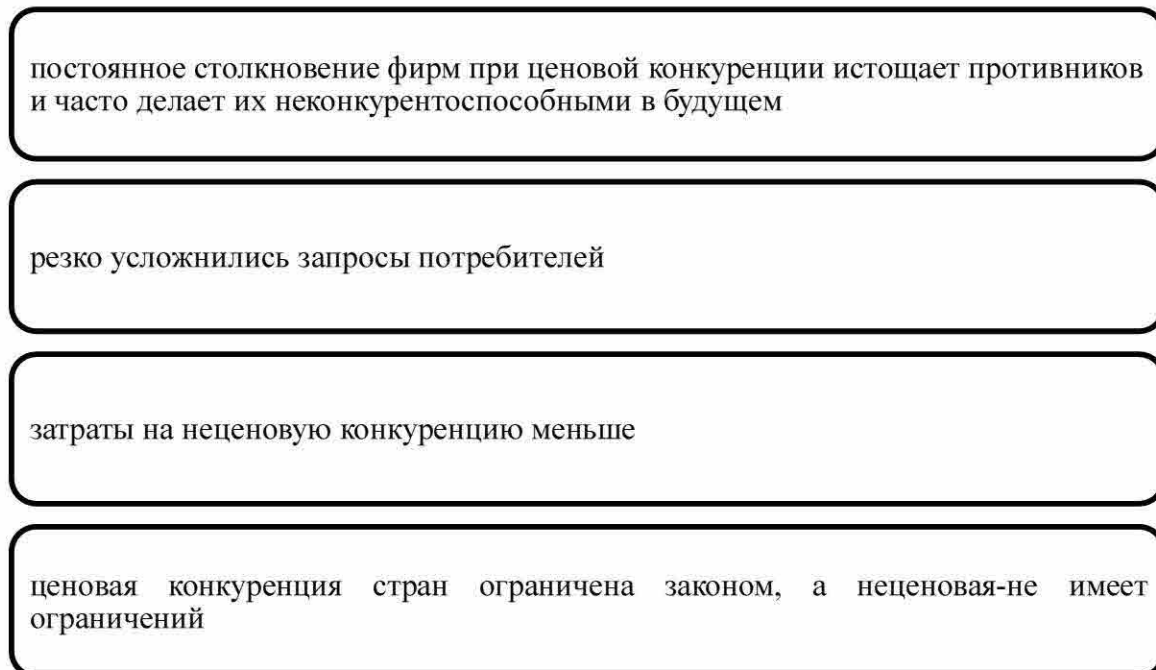 постоянное столкновение фирм при ценовой конкуренции истощает противников
и часто делает их неконкурентоспособными в будущем
резко усложнились запросы потребителей
затраты на неценовую конкуренцию меньше
ценовая конкуренция стран ограничена законом, а неценовая-не имеет
ограничений